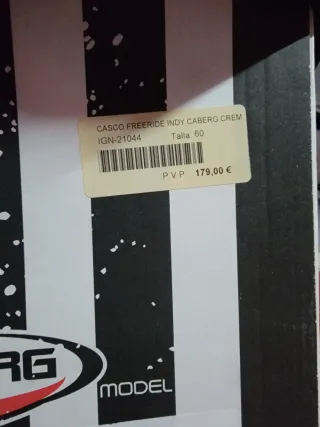 CASCO FREERIDE INDY CABERG CREM
IGN-21044 Talla: 60
P V P 179,00 €
RG
MODEL